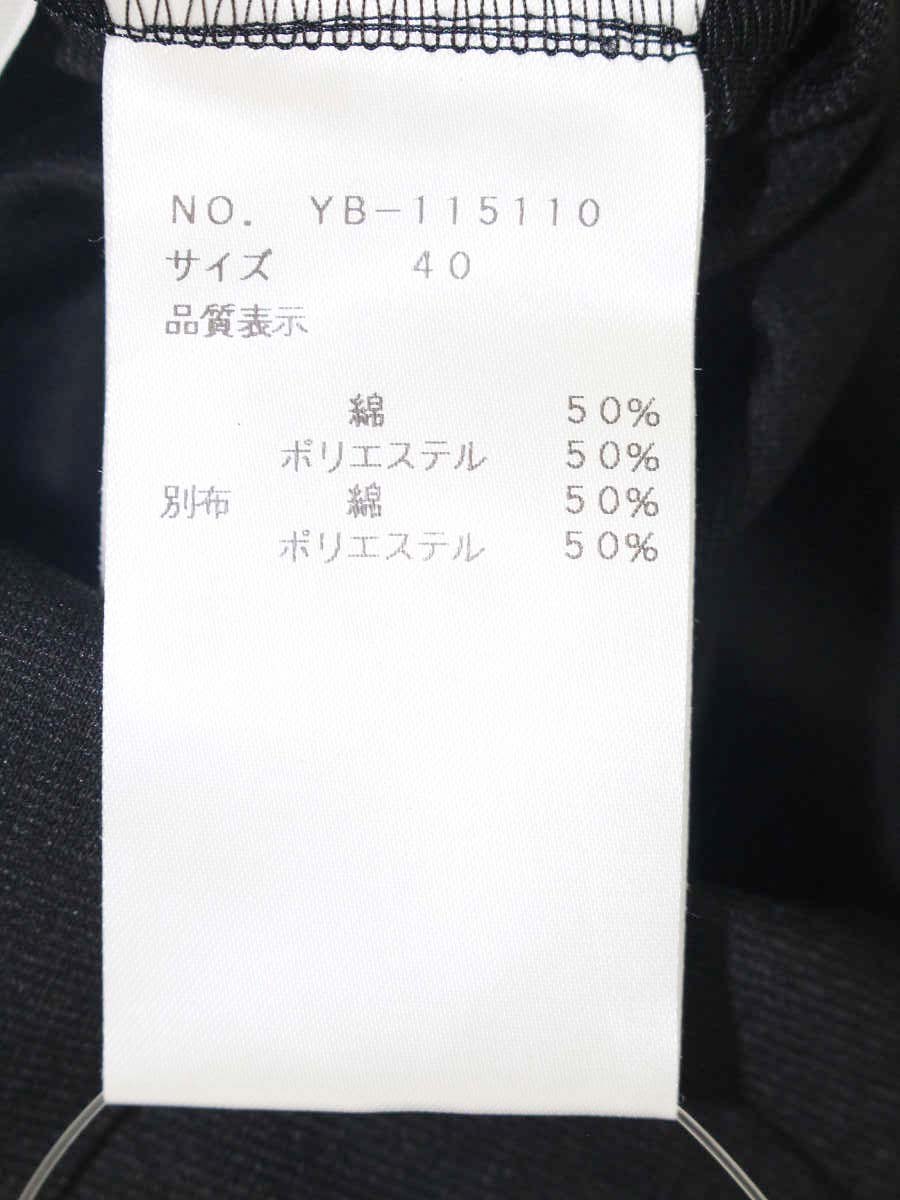 NO. YB-115110
サイズ 40
品質表示
綿 50%
ポリエステル 50%
別布 綿 50%
ポリエステル 50%